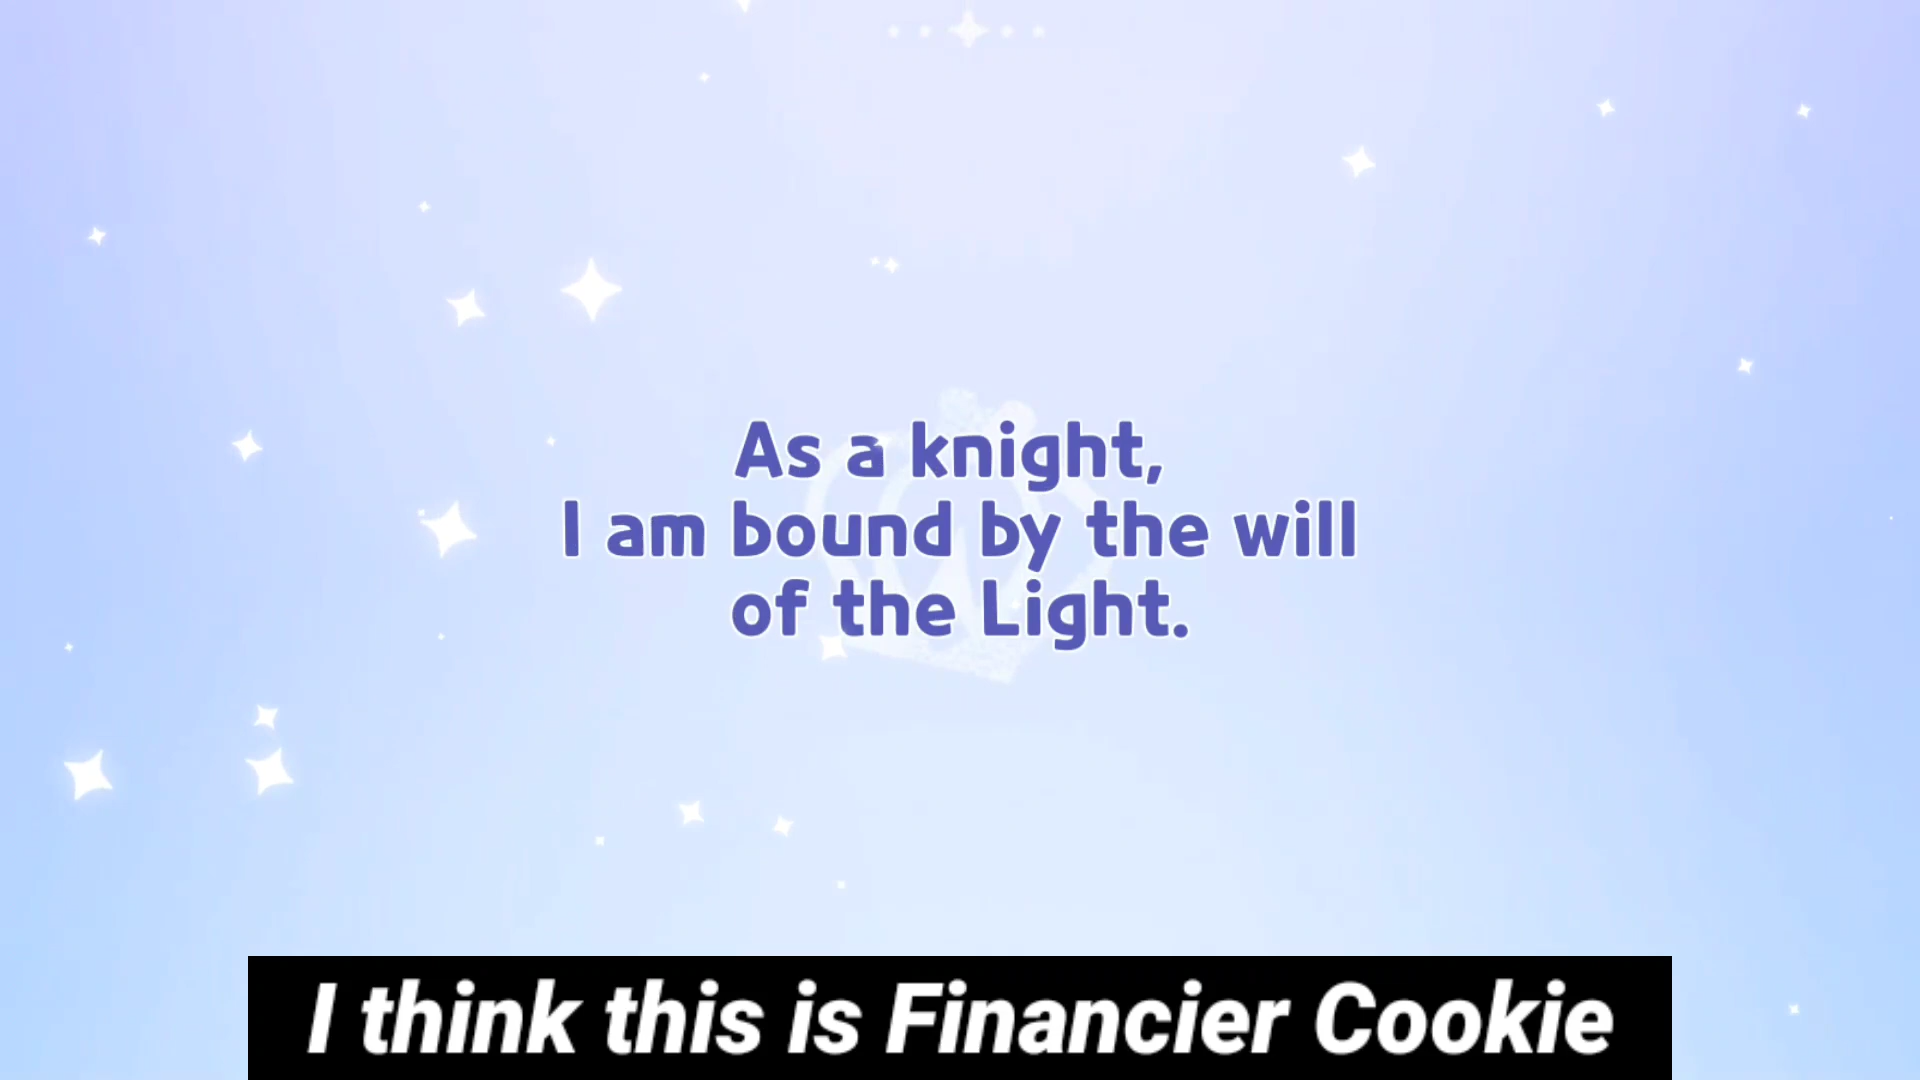 As a knight,
I am bound by the will
of the Light.
I think this is Financier Cookie